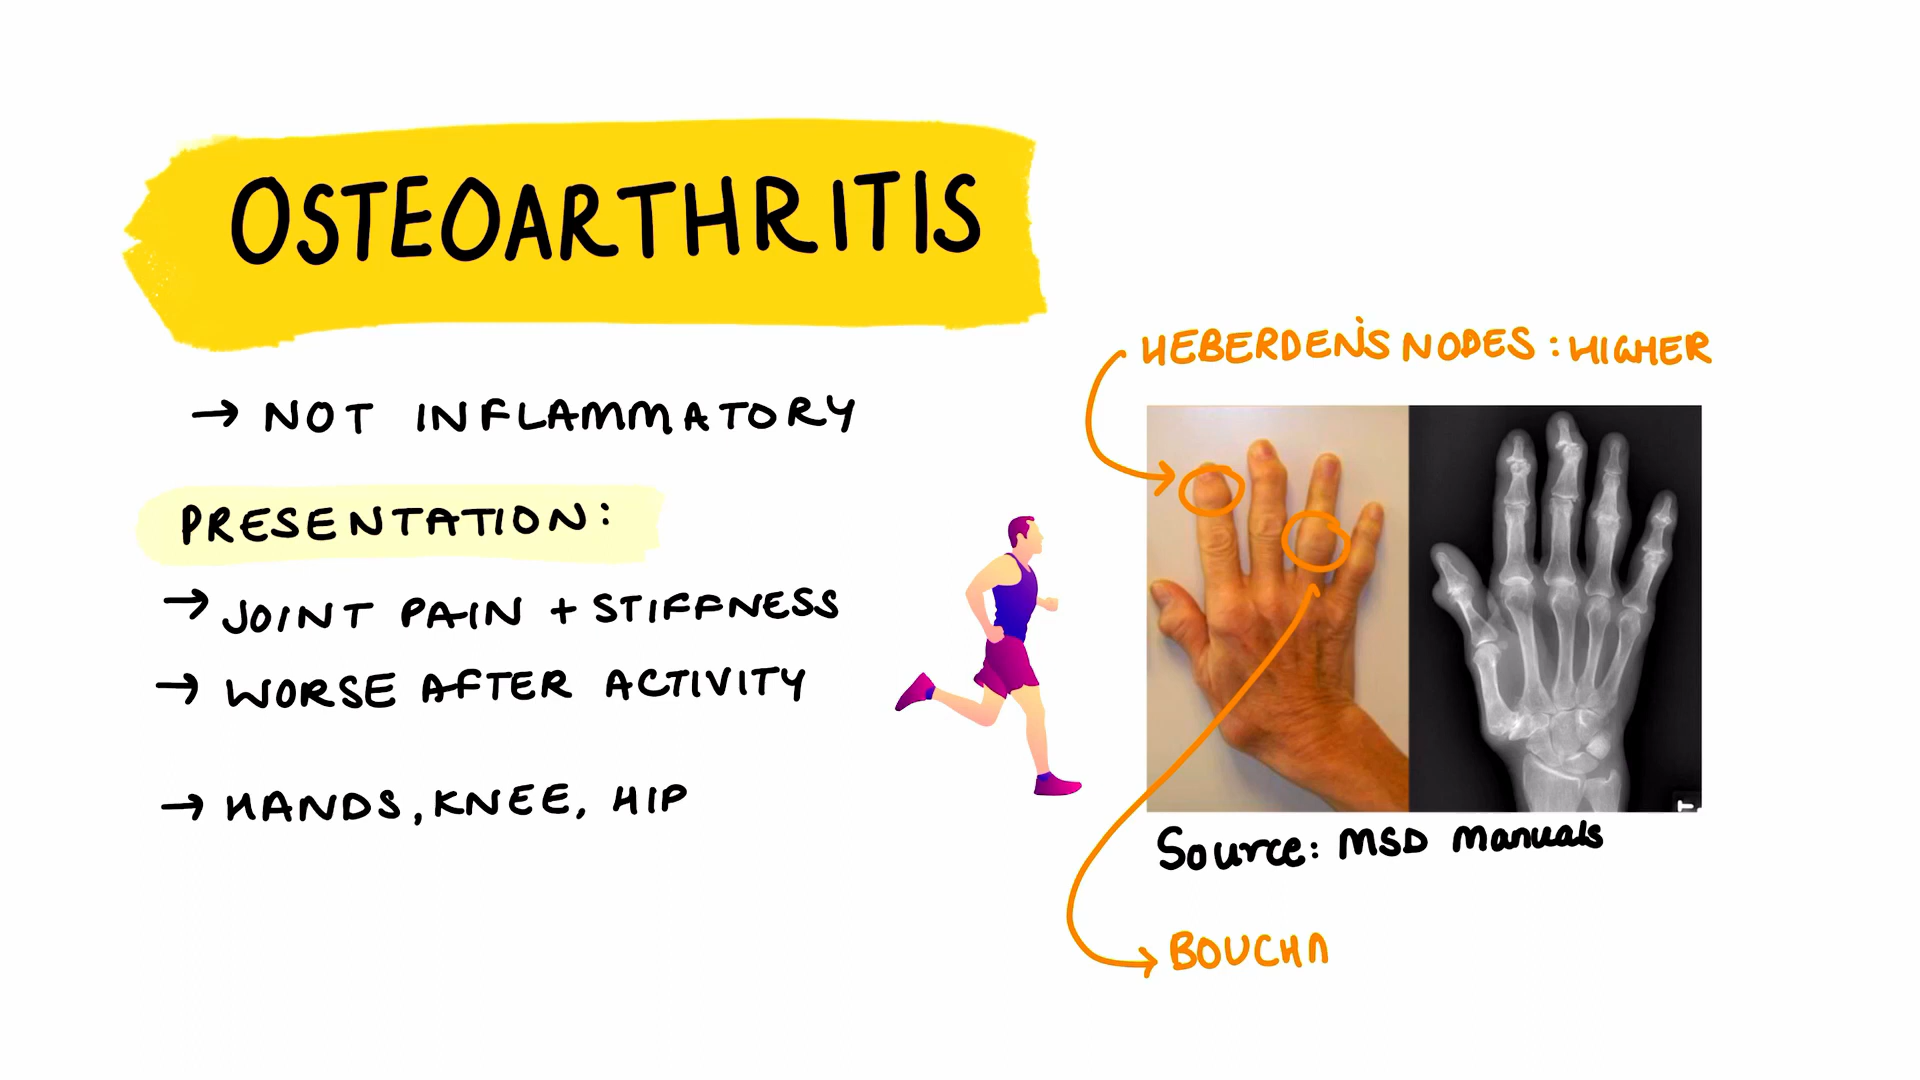 OSTEOARTHRITIS
→ NOT INFLAMMATORY
PRESENTATION:
→ JOINT PAIN + STIFFNESS
→ WORSE AFTER ACTIVITY
→ HANDS, KNEE, HIP
HEBERDEN'S NODES : HIGHER
Source: MSD manuals
BOUCH